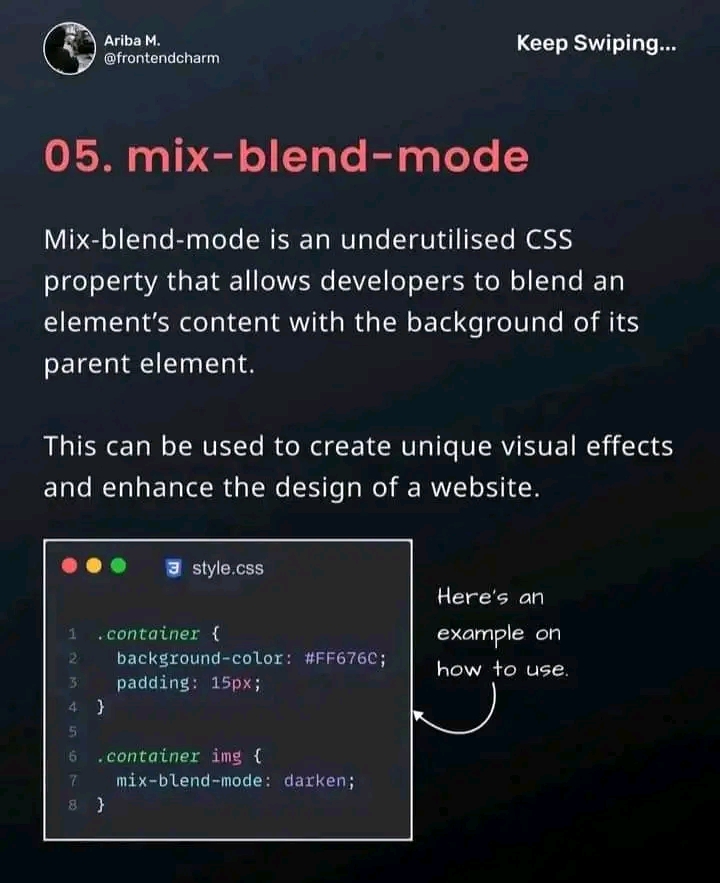 Ariba M.
@frontendcharm
Keep Swiping...
05. mix-blend-mode
Mix-blend-mode is an underutilised CSS
property that allows developers to blend an
element's content with the background of its
parent element.
This can be used to create unique visual effects
and enhance the design of a website.
style.css
1 .container {
2 background-color: #FF676C;
3 padding: 15px;
4 }
5
6 .container img {
7 mix-blend-mode: darken;
8 }
Here's an
example on
how to use.